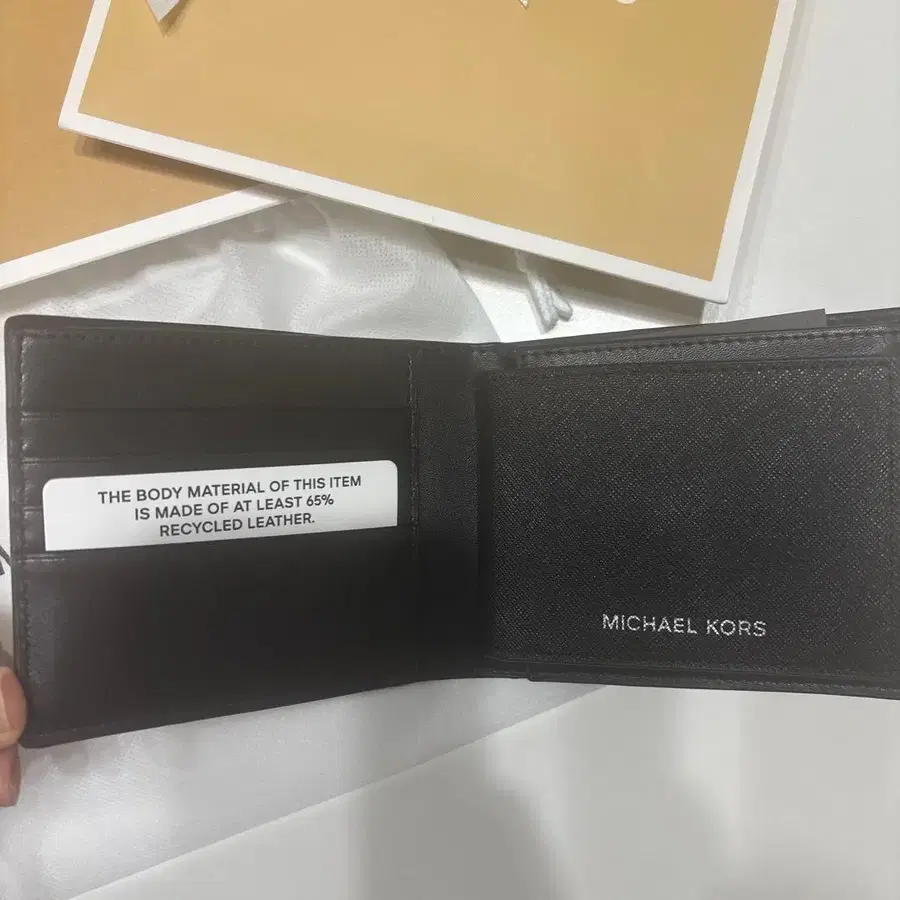 THE BODY MATERIAL OF THIS ITEM
IS MADE OF AT LEAST 65%
RECYCLED LEATHER.
MICHAEL KORS